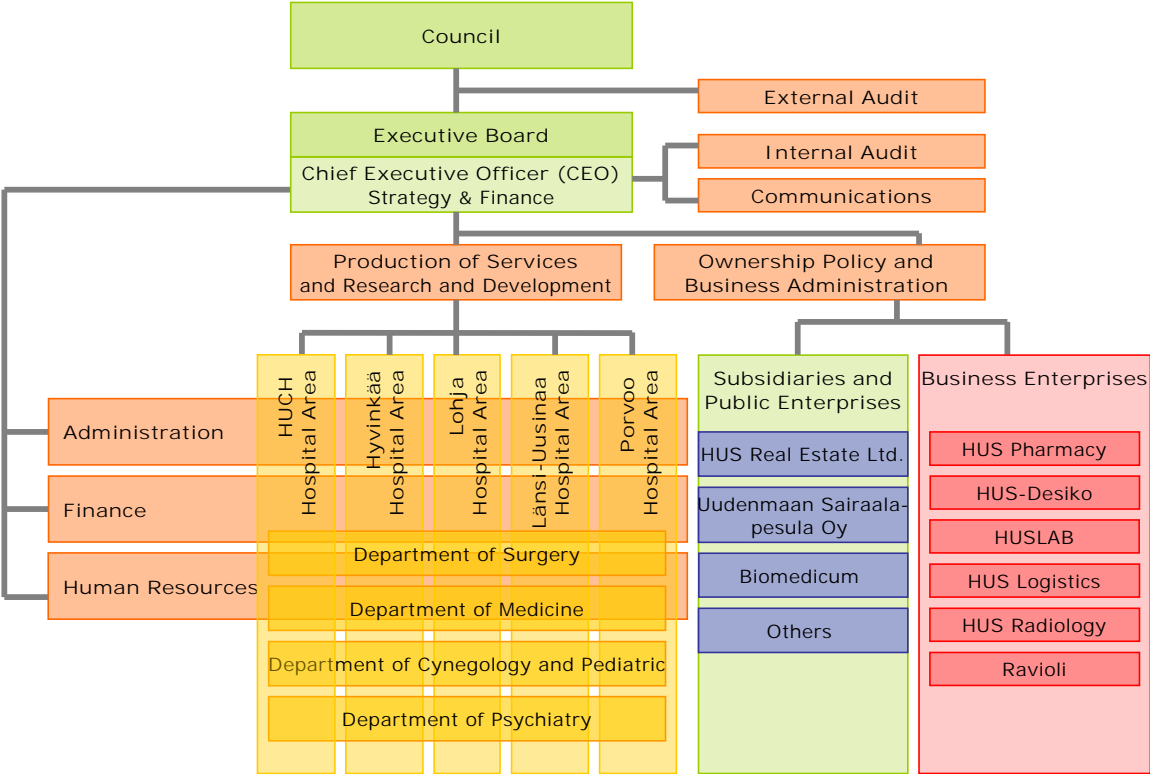 Council
External Audit
Executive Board
Internal Audit
Chief Executive Officer (CEO)
Strategy & Finance
Communications
Production of Services
and Research and Development
Ownership Policy and
Business Administration
HUCH
Hospital Area
Hyvinkää
Hospital Area
Lohja
Hospital Area
Länsi-Uusinaa
Hospital Area
Porvoo
Hospital Area
Administration
Finance
Human Resources
Department of Surgery
Department of Medicine
Department of Cynegology and Pediatric
Department of Psychiatry
Subsidiaries and
Public Enterprises
HUS Real Estate Ltd.
Uudenmaan Sairaala-
pesula Oy
Biomedicum
Others
Business Enterprises
HUS Pharmacy
HUS-Desiko
HUSLAB
HUS Logistics
HUS Radiology
Ravioli